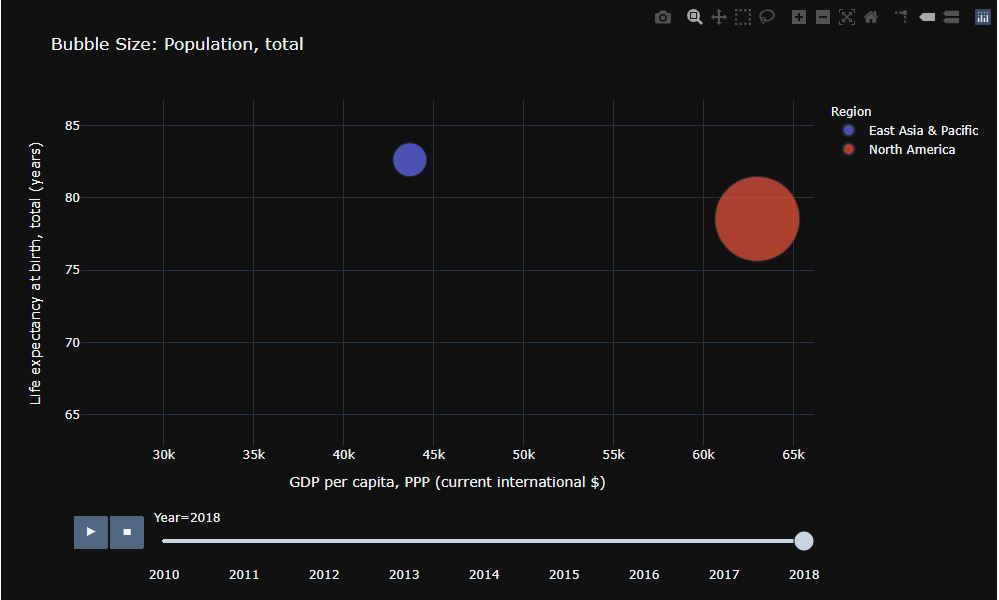 Bubble Size: Population, total
Region
East Asia & Pacific
North America
Life expectancy at birth, total (years)
85
80
75
70
65
30k 35k 40k 45k 50k 55k 60k 65k
GDP per capita, PPP (current international $)
Year=2018
2010 2011 2012 2013 2014 2015 2016 2017 2018